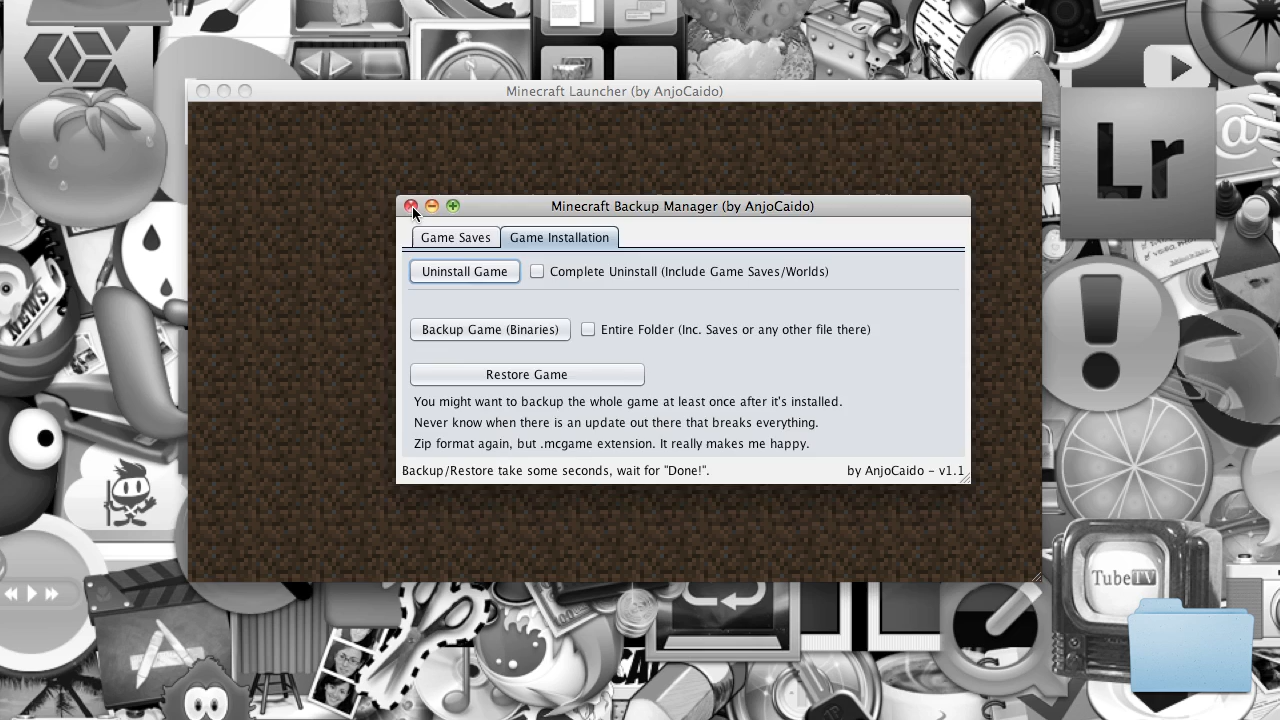 Minecraft Launcher (by AnjoCaido)
Minecraft Backup Manager (by AnjoCaido)
Game Saves
Game Installation
Uninstall Game
Complete Uninstall (Include Game Saves/Worlds)
Backup Game (Binaries)
Entire Folder (Inc. Saves or any other file there)
Restore Game
You might want to backup the whole game at least once after it's installed.
Never know when there is an update out there that breaks everything.
Zip format again, but .mcgame extension. It really makes me happy.
Backup/Restore take some seconds, wait for "Done!".
by AnjoCaido - v1.1
Lr
@
NEWS
TubeTV